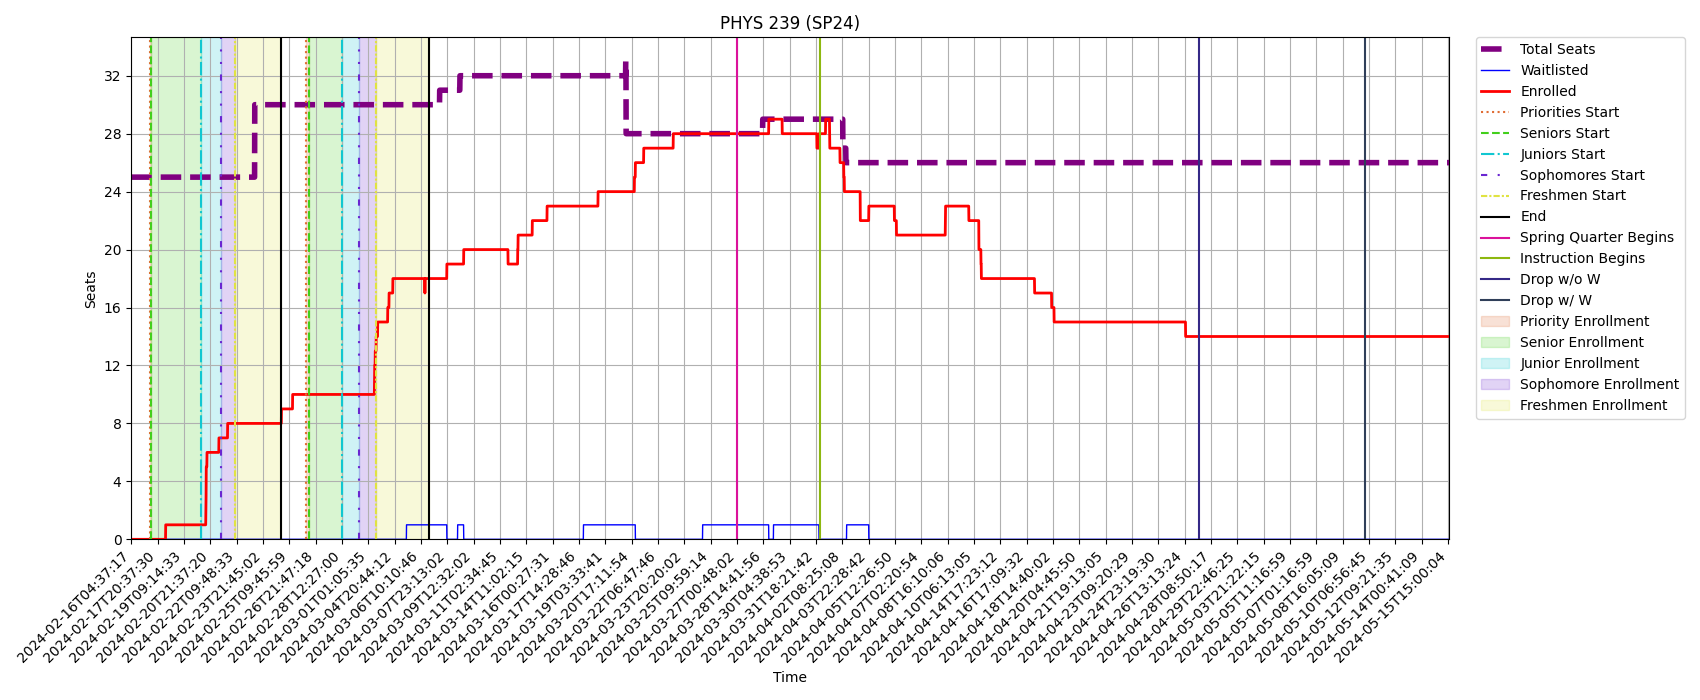 PHYS 239 (SP24)
Seats
32
28
24
20
16
12
8
4
0
2024-02-16T04:37:17
2024-02-17T20:37:30
2024-02-19T09:14:33
2024-02-20T21:37:20
2024-02-22T09:48:33
2024-02-23T21:45:02
2024-02-25T09:45:59
2024-02-26T21:47:18
2024-02-28T12:27:00
2024-03-01T01:05:35
2024-03-04T20:44:12
2024-03-06T10:10:46
2024-03-07T23:13:02
2024-03-09T12:32:02
2024-03-11T02:34:45
2024-03-14T11:02:15
2024-03-16T00:27:31
2024-03-17T14:28:46
2024-03-19T03:33:41
2024-03-20T17:11:54
2024-03-22T06:47:46
2024-03-23T20:20:02
2024-03-25T09:59:14
2024-03-27T00:48:02
2024-03-28T14:41:56
2024-03-30T04:38:53
2024-03-31T18:21:42
2024-04-02T08:25:08
2024-04-03T22:28:42
2024-04-05T12:26:50
2024-04-07T02:20:54
2024-04-08T16:10:06
2024-04-10T06:13:05
2024-04-14T17:23:12
2024-04-16T17:09:32
2024-04-18T14:40:02
2024-04-20T04:45:50
2024-04-21T19:13:05
2024-04-23T09:20:29
2024-04-24T23:19:30
2024-04-26T13:13:24
2024-04-28T08:50:17
2024-04-29T22:46:25
2024-05-03T21:22:15
2024-05-05T11:16:59
2024-05-07T01:16:59
2024-05-08T16:05:09
2024-05-10T06:56:45
2024-05-12T09:21:35
2024-05-14T00:41:09
2024-05-15T15:00:04
Time
Total Seats
Waitlisted
Enrolled
Priorities Start
Seniors Start
Juniors Start
Sophomores Start
Freshmen Start
End
Spring Quarter Begins
Instruction Begins
Drop w/o W
Drop w/ W
Priority Enrollment
Senior Enrollment
Junior Enrollment
Sophomore Enrollment
Freshmen Enrollment